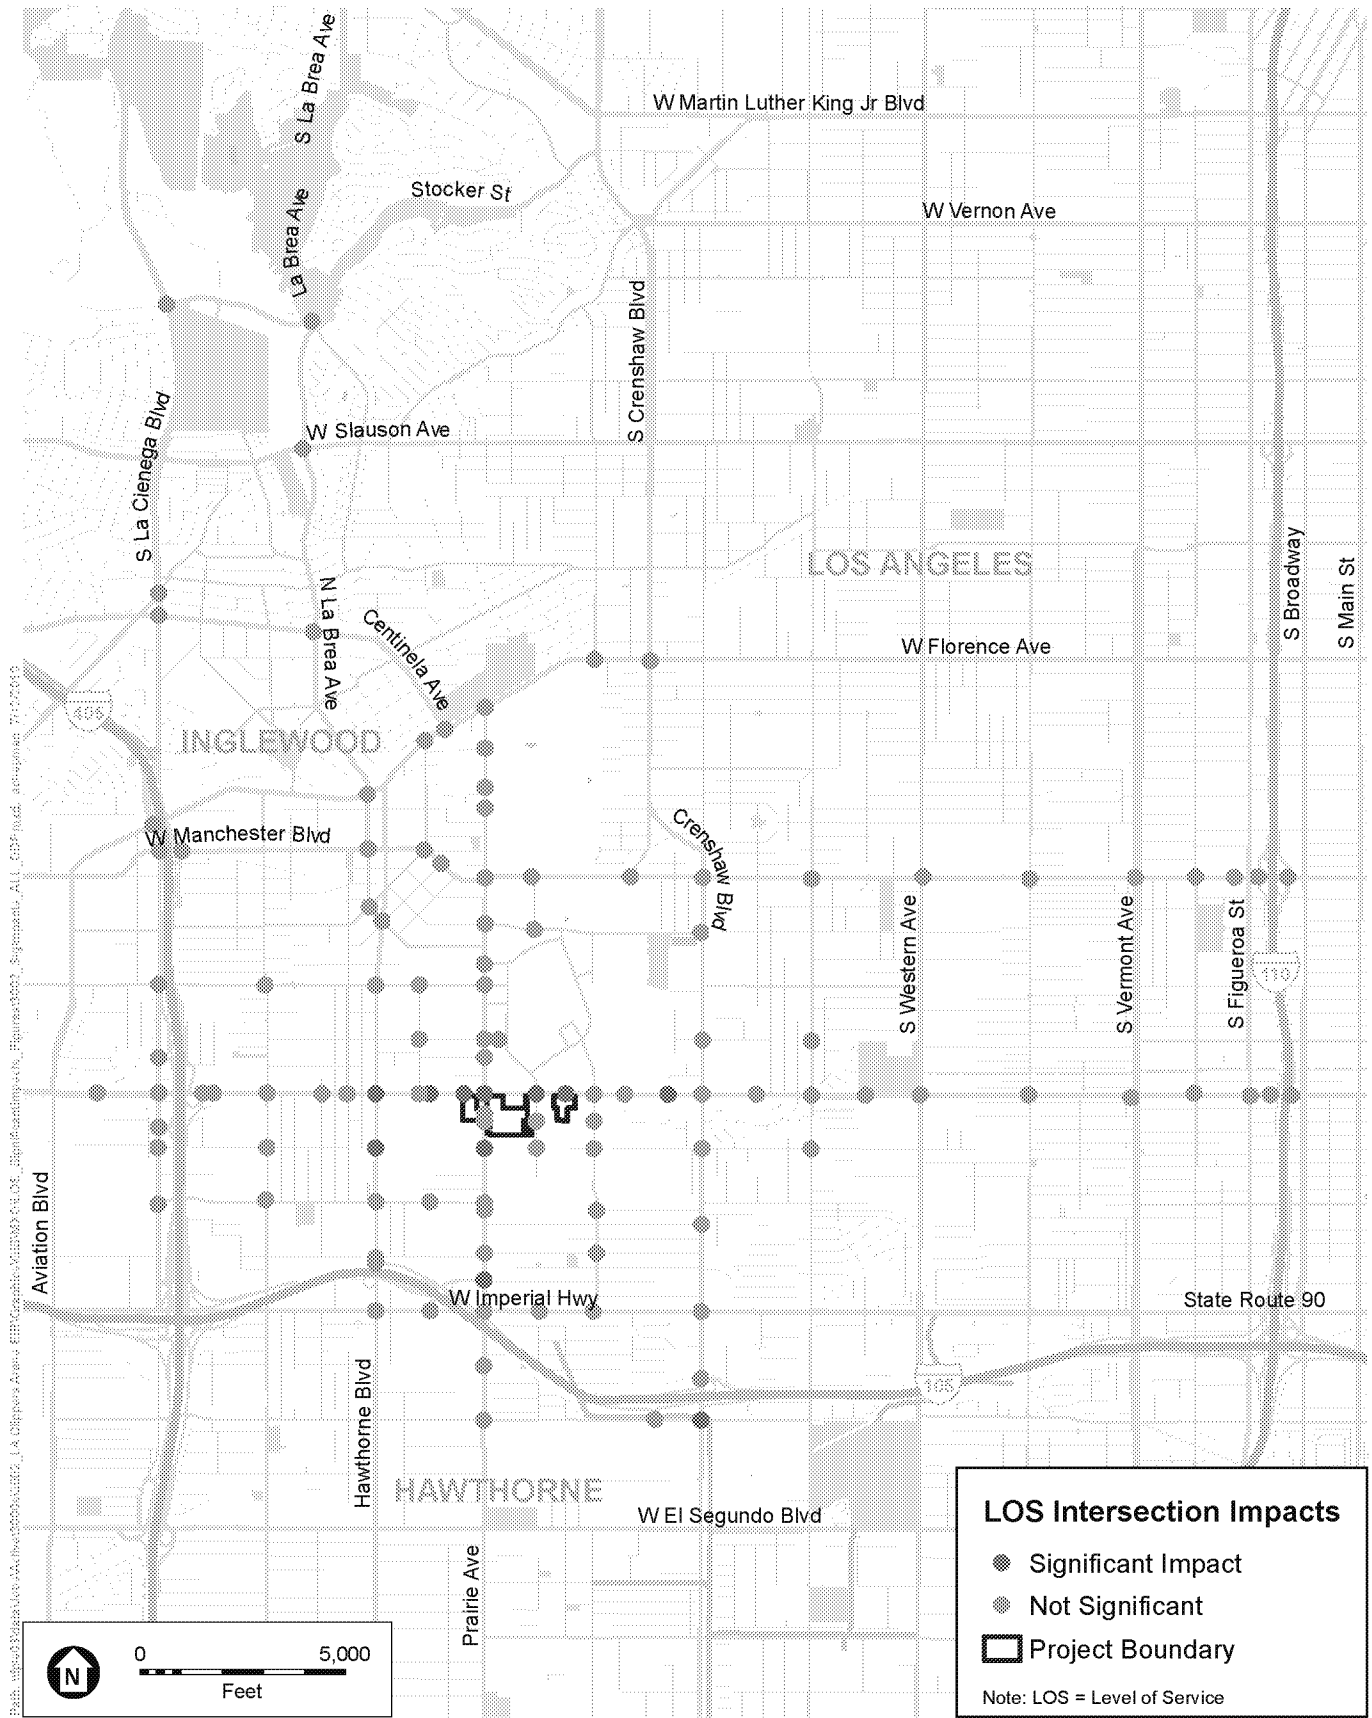 S La Brea Ave
W Martin Luther King Jr Blvd
Stocker St
W Vernon Ave
La Brea Ave
S Crenshaw Blvd
W Slauson Ave
S La Cienega Blvd
LOS ANGELES
S Broadway
S Main St
N La Brea Ave
Centinela Ave
W Florence Ave
405
INGLEWOOD
W Manchester Blvd
Crenshaw Blvd
S Western Ave
S Vermont Ave
S Figueroa St
110
Aviation Blvd
W Imperial Hwy
State Route 90
105
Hawthorne Blvd
HAWTHORNE
W El Segundo Blvd
Prairie Ave
LOS Intersection Impacts
Significant Impact
Not Significant
Project Boundary
Note: LOS = Level of Service
N
0 5,000
Feet